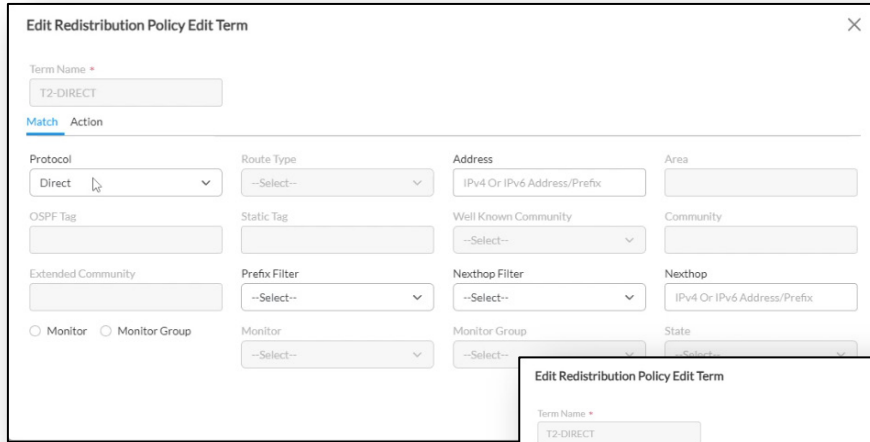 Edit Redistribution Policy Edit Term
Term Name *
T2-DIRECT
Match Action
Protocol Route Type Address Area
Direct --Select-- IPv4 Or IPv6 Address/Prefix
OSPF Tag Static Tag Well Known Community Community
--Select--
Extended Community Prefix Filter Nexthop Filter Nexthop
--Select-- --Select-- IPv4 Or IPv6 Address/Prefix
Monitor Monitor Group Monitor Monitor Group State
--Select-- --Select-- --Select--
Edit Redistribution Policy Edit Term
Term Name *
T2-DIRECT